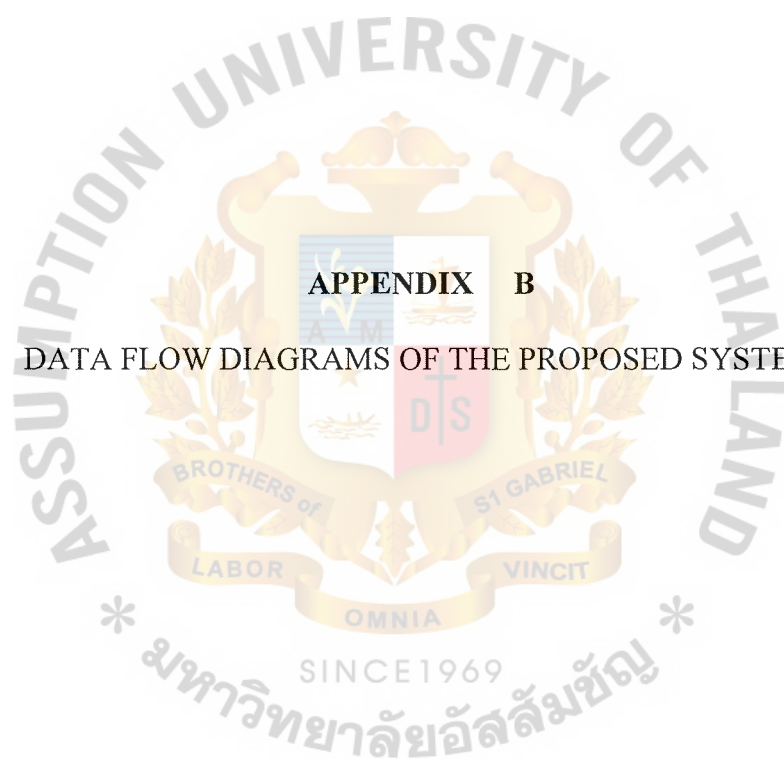 ASSUMPTION UNIVERSITY OF THAILAND
APPENDIX B
A M
DATA FLOW DIAGRAMS OF THE PROPOSED SYSTE
D S
BROTHERS of
S1 GABRIEL
LABOR
VINCIT
OMNIA
* *
SINCE1969
มหาวิทยาลัยอัสสัมชัญ